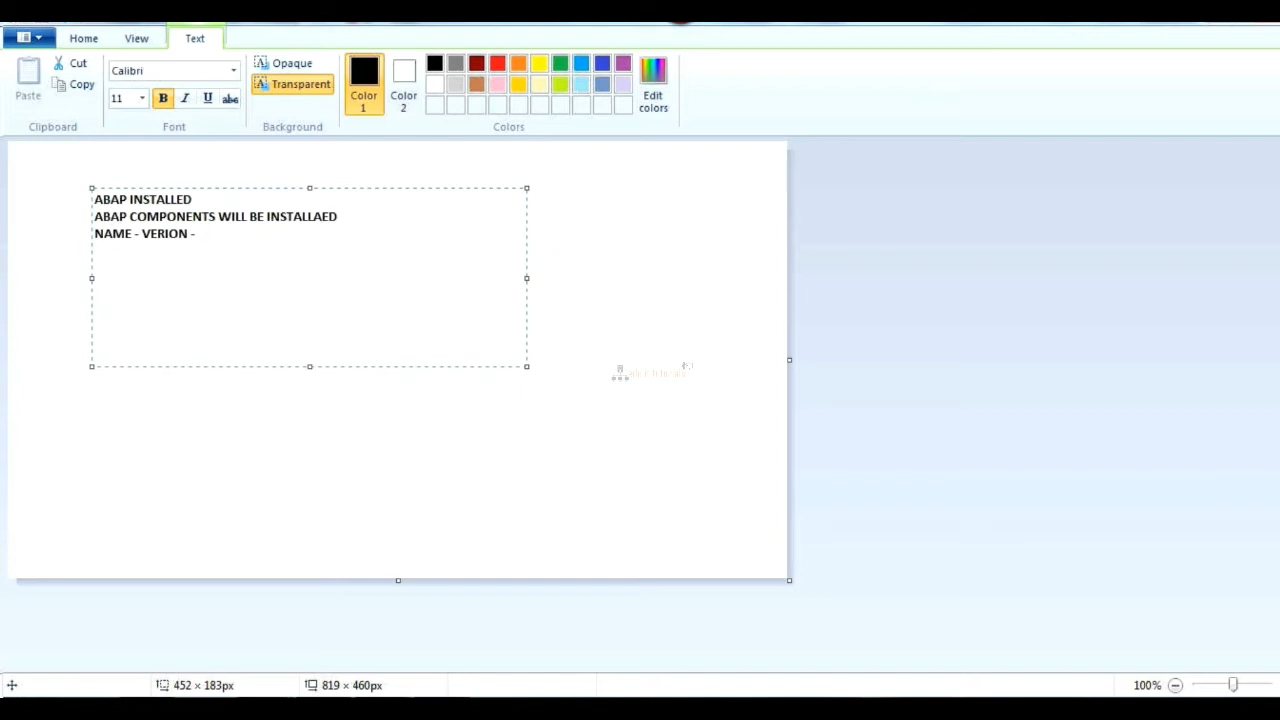 Home View Text
Cut
Calibri
Opaque
Paste
Copy
11 B I U abc
Transparent
Color 1
Color 2
Edit colors
Clipboard Font Background Colors
ABAP INSTALLED
ABAP COMPONENTS WILL BE INSTALLAED
NAME - VERION -
452 × 183px 819 × 460px 100%